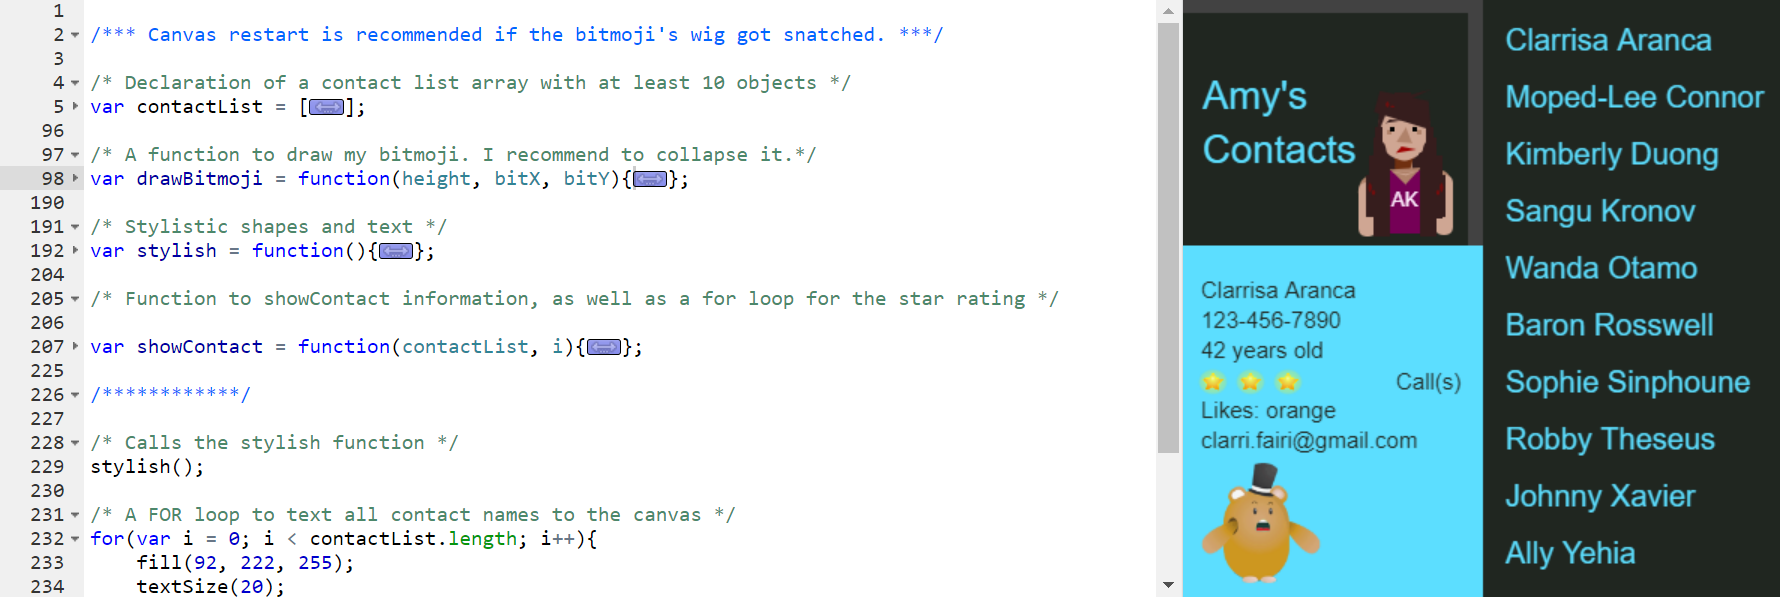 1
2 /*** Canvas restart is recommended if the bitmoji's wig got snatched. ***/
3
4 /* Declaration of a contact list array with at least 10 objects */
5 var contactList = [];
96
97 /* A function to draw my bitmoji. I recommend to collapse it.*/
98 var drawBitmoji = function(height, bitX, bitY){};
190
191 /* Stylistic shapes and text */
192 var stylish = function(){};
204
205 /* Function to showContact information, as well as a for loop for the star rating */
206
207 var showContact = function(contactList, i){};
225
226 /************/
227
228 /* Calls the stylish function */
229 stylish();
230
231 /* A FOR loop to text all contact names to the canvas */
232 for(var i = 0; i < contactList.length; i++){
233 fill(92, 222, 255);
234 textSize(20);
Amy's
Contacts
AK
Clarrisa Aranca
123-456-7890
42 years old
Call(s)
Likes: orange
clarri.fairi@gmail.com
Clarrisa Aranca
Moped-Lee Connor
Kimberly Duong
Sangu Kronov
Wanda Otamo
Baron Rosswell
Sophie Sinphoune
Robby Theseus
Johnny Xavier
Ally Yehia